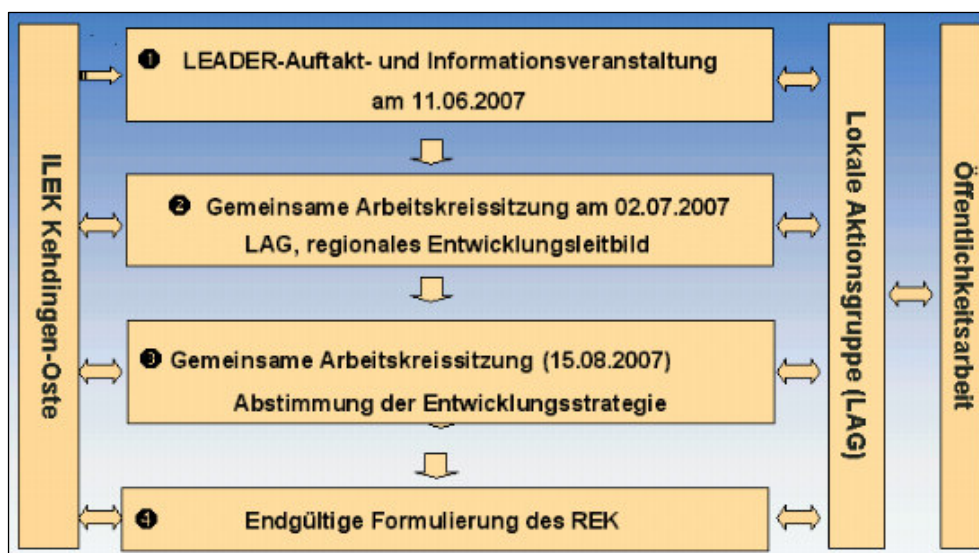 ILEK Kehdingen-Oste
❶ LEADER-Auftakt- und Informationsveranstaltung
am 11.06.2007
❷ Gemeinsame Arbeitskreissitzung am 02.07.2007
LAG, regionales Entwicklungsleitbild
❸ Gemeinsame Arbeitskreissitzung (15.08.2007)
Abstimmung der Entwicklungsstrategie
❹ Endgültige Formulierung des REK
Lokale Aktionsgruppe (LAG)
Öffentlichkeitsarbeit